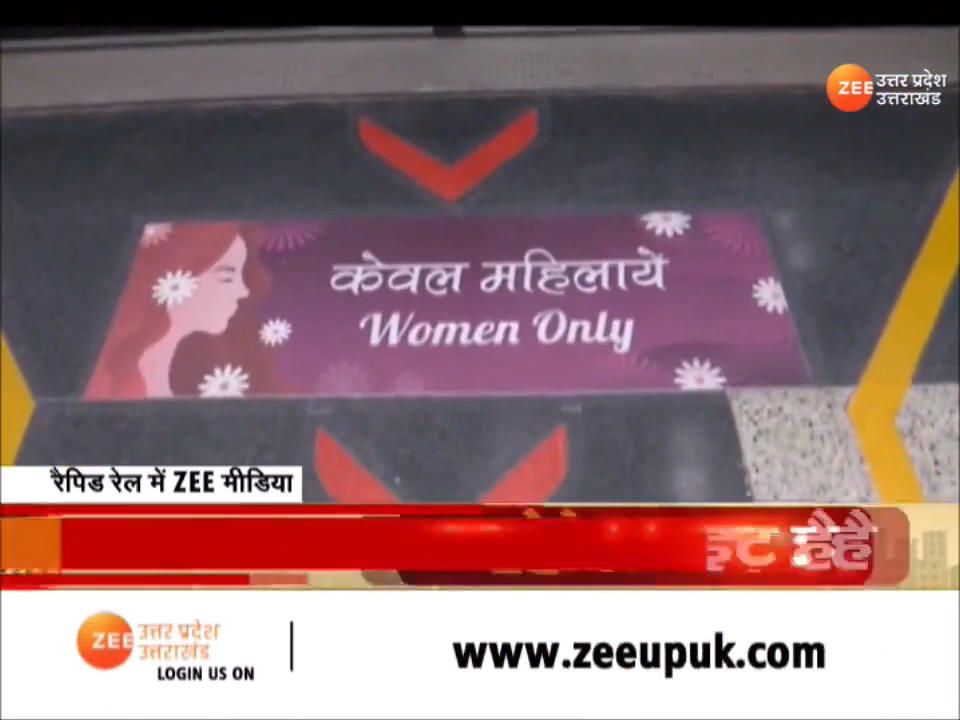 ZEE उत्तर प्रदेश
उत्तराखंड
केवल महिलायें
Women Only
रैपिड रेल में ZEE मीडिया
ZEE उत्तर प्रदेश
उत्तराखंड
LOGIN US ON
www.zeeupuk.com